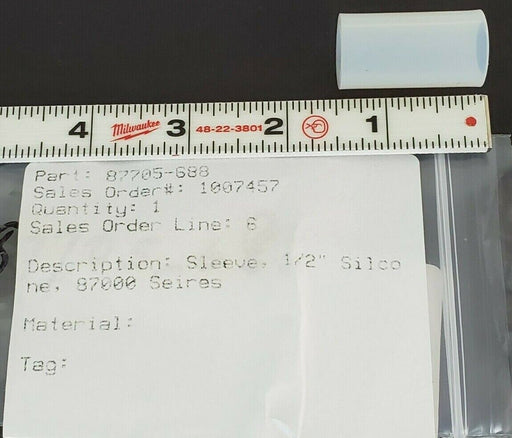 4 Milwaukee 3 48-22-3801 2 1
Part: 87705-688
Sales Order#: 1007457
Quantity: 1
Sales Order Line: 6
Description: Sleeve, 1/2" Silco
ne, 87000 Seires
Material:
Tag: